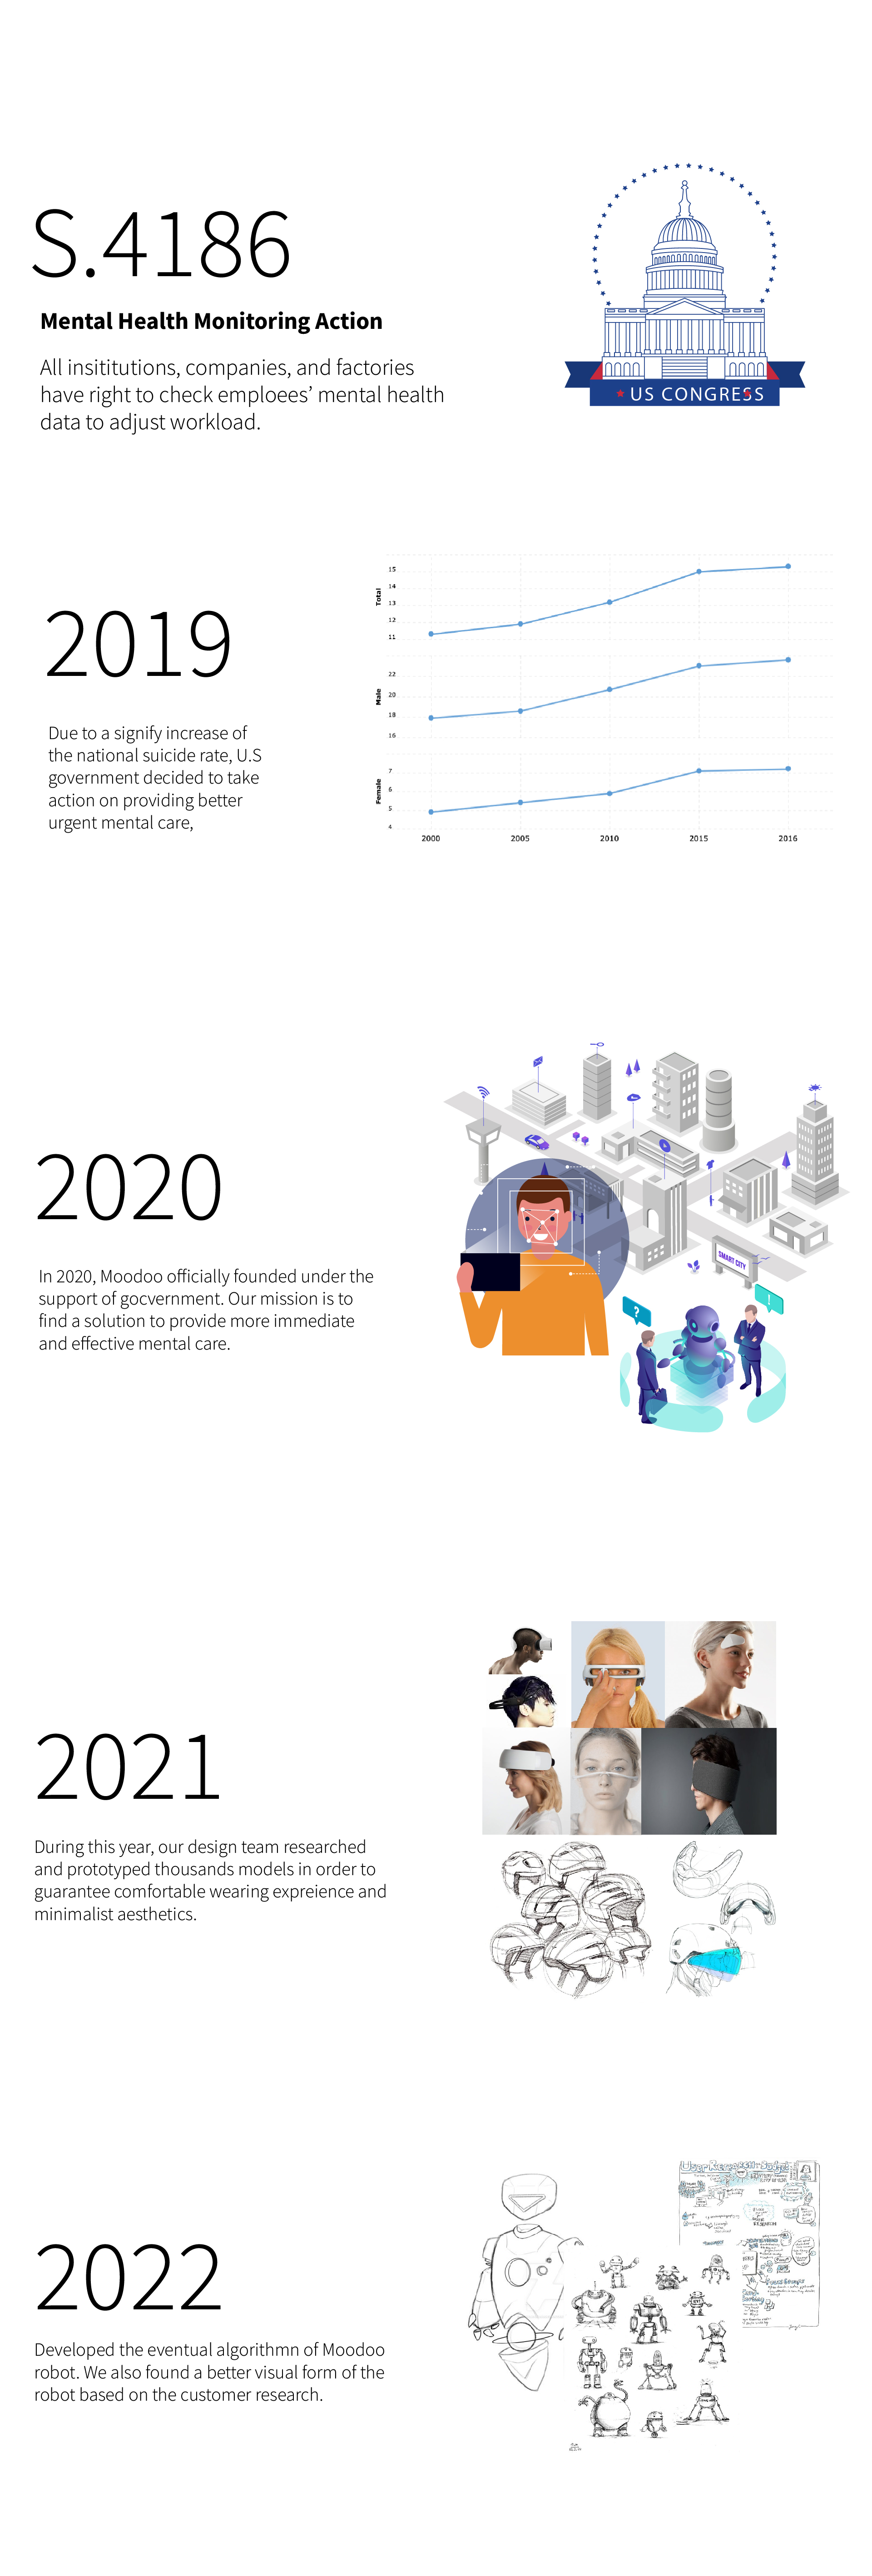 S.4186
Mental Health Monitoring Action
All insititutions, companies, and factories
have right to check emploees’ mental health
data to adjust workload.
US CONGRESS
2019
Due to a signify increase of
the national suicide rate, U.S
government decided to take
action on providing better
urgent mental care,
Total
15
14
13
12
11
Male
22
20
18
16
Female
7
6
5
4
2000 2005 2010 2015 2016
2020
In 2020, Moodoo officially founded under the
support of gocvernment. Our mission is to
find a solution to provide more immediate
and effective mental care.
SMART CITY
?
!
2021
During this year, our design team researched
and prototyped thousands models in order to
guarantee comfortable wearing expreience and
minimalist aesthetics.
2022
Developed the eventual algorithmn of Moodoo
robot. We also found a better visual form of the
robot based on the customer research.